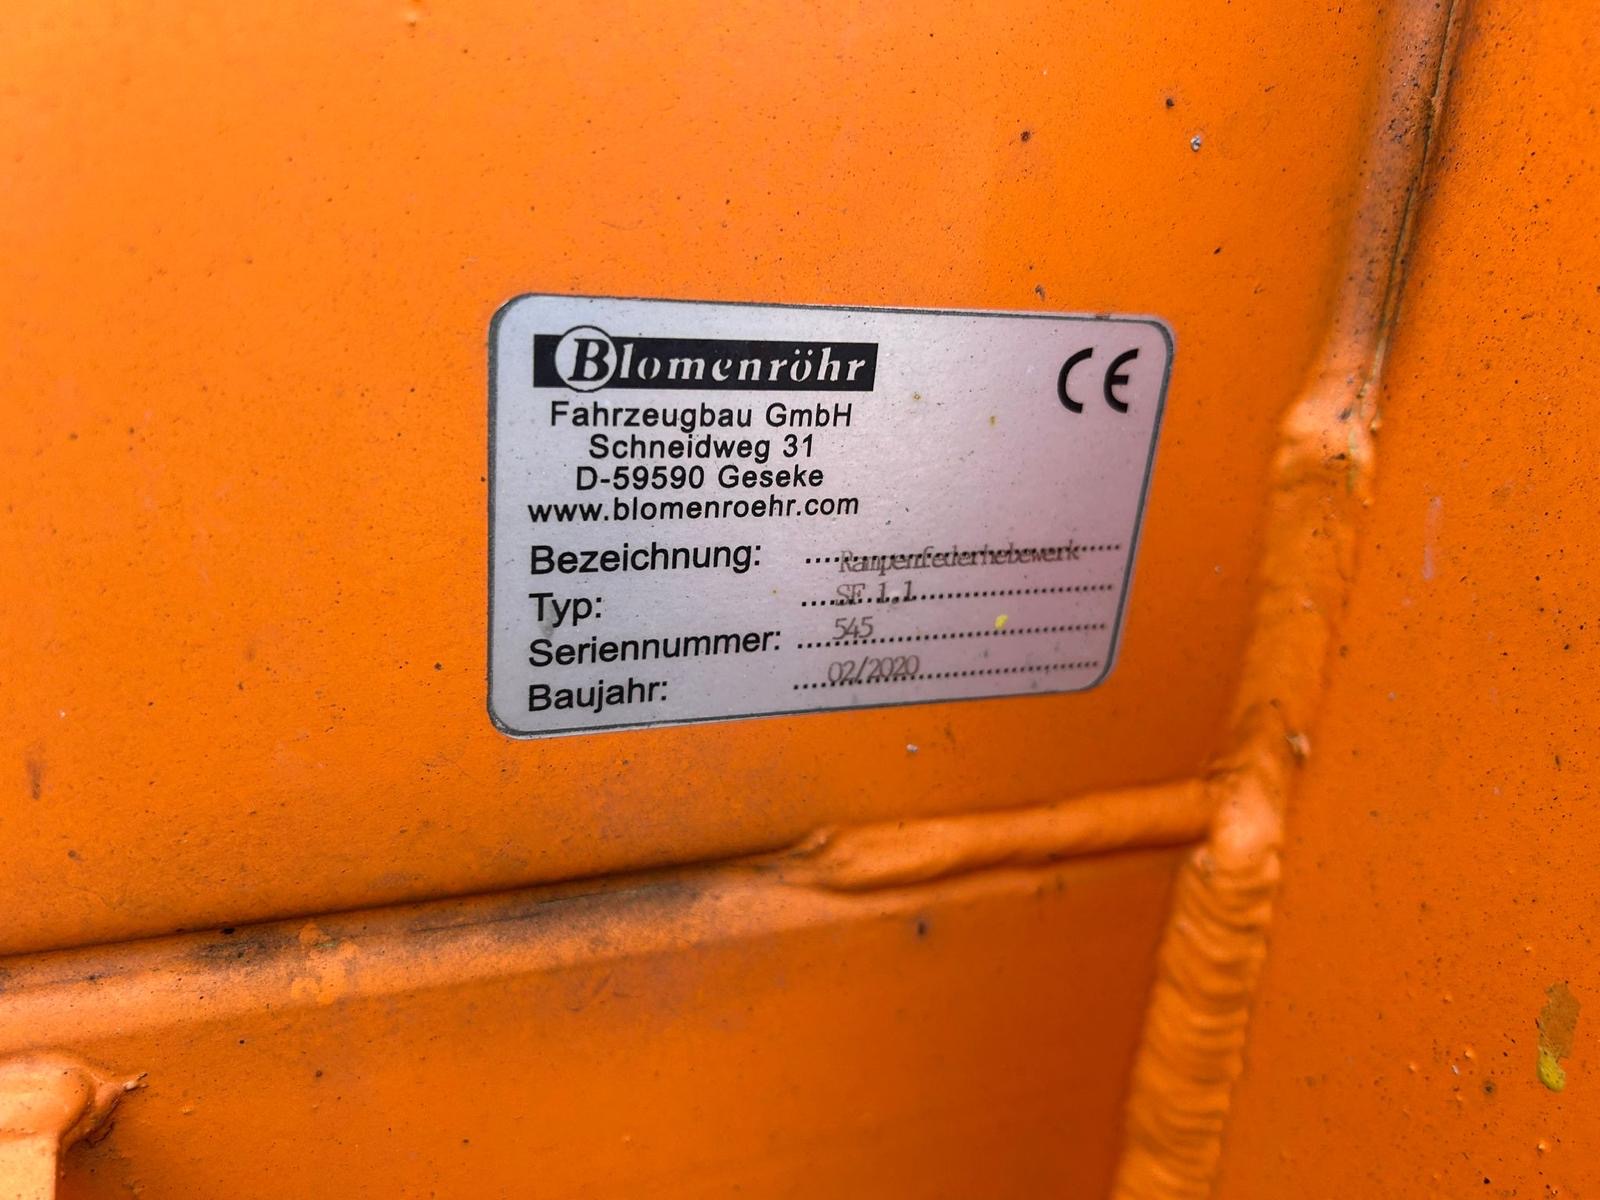 Blomenröhr
CE
Fahrzeugbau GmbH
Schneidweg 31
D-59590 Geseke
www.blomenroehr.com
Bezeichnung: Rampenfederhebewerk
Typ: SF 1.1
Seriennummer: 545
Baujahr: 02/2020